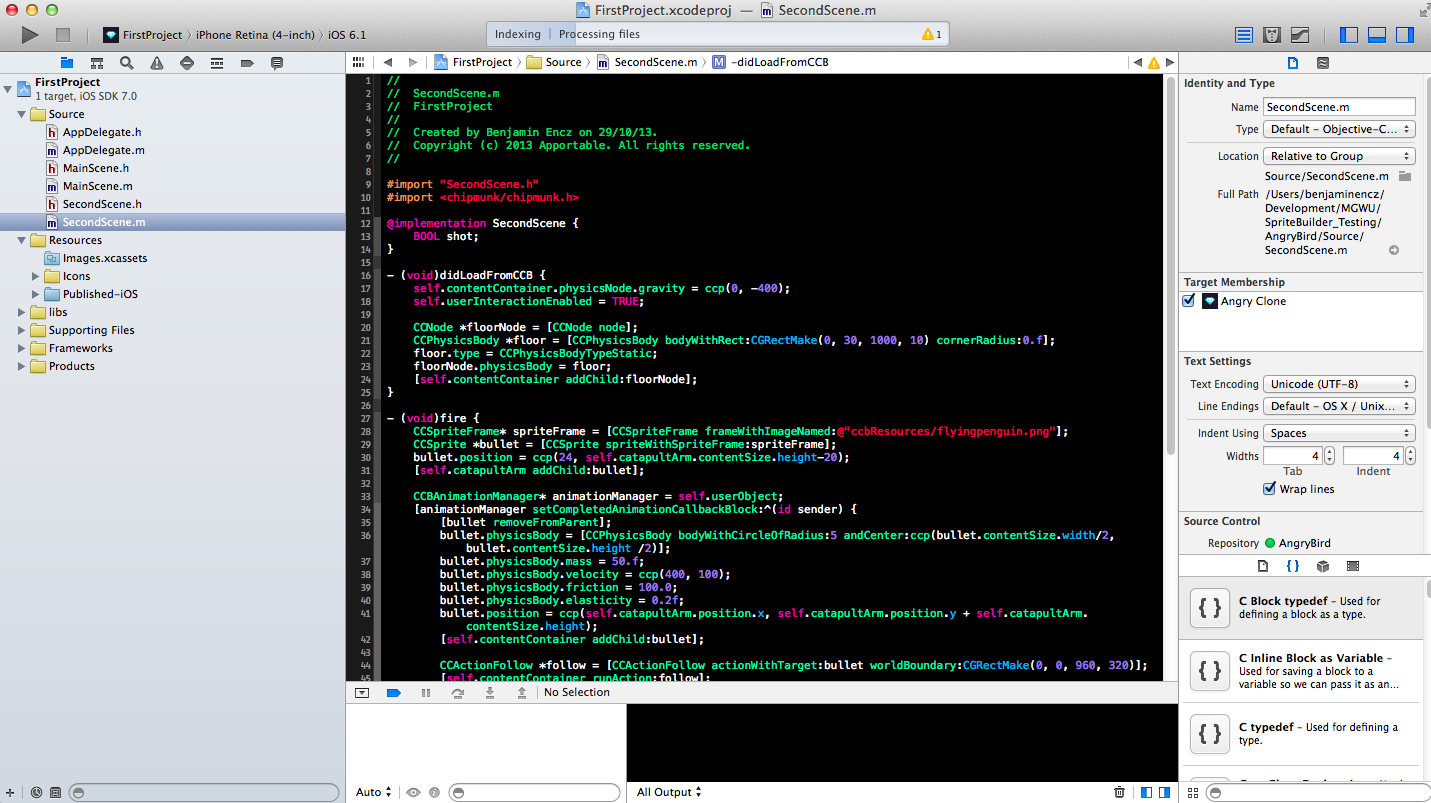 FirstProject.xcodeproj — SecondScene.m
FirstProject 〉 iPhone Retina (4-inch) 〉 iOS 6.1
Indexing | Processing files
1
FirstProject
1 target, iOS SDK 7.0
Source
AppDelegate.h
AppDelegate.m
MainScene.h
MainScene.m
SecondScene.h
SecondScene.m
Resources
Images.xcassets
Icons
Published-iOS
libs
Supporting Files
Frameworks
Products
FirstProject 〉 Source 〉 SecondScene.m 〉 M -didLoadFromCCB
1 //
2 //  SecondScene.m
3 //  FirstProject
4 //
5 //  Created by Benjamin Encz on 29/10/13.
6 //  Copyright (c) 2013 Apportable. All rights reserved.
7 //
8
9 #import "SecondScene.h"
10 #import <chipmunk/chipmunk.h>
11
12 @implementation SecondScene {
13     BOOL shot;
14 }
15
16 - (void)didLoadFromCCB {
17     self.contentContainer.physicsNode.gravity = ccp(0, -400);
18     self.userInteractionEnabled = TRUE;
19
20     CCNode *floorNode = [CCNode node];
21     CCPhysicsBody *floor = [CCPhysicsBody bodyWithRect:CGRectMake(0, 30, 1000, 10) cornerRadius:0.f];
22     floor.type = CCPhysicsBodyTypeStatic;
23     floorNode.physicsBody = floor;
24     [self.contentContainer addChild:floorNode];
25 }
26
27 - (void)fire {
28     CCSpriteFrame* spriteFrame = [CCSpriteFrame frameWithImageNamed:@"ccbResources/flyingpenguin.png"];
29     CCSprite *bullet = [CCSprite spriteWithSpriteFrame:spriteFrame];
30     bullet.position = ccp(24, self.catapultArm.contentSize.height-20);
31     [self.catapultArm addChild:bullet];
32
33     CCBAnimationManager* animationManager = self.userObject;
34     [animationManager setCompletedAnimationCallbackBlock:^(id sender) {
35         [bullet removeFromParent];
36         bullet.physicsBody = [CCPhysicsBody bodyWithCircleOfRadius:5 andCenter:ccp(bullet.contentSize.width/2,
bullet.contentSize.height /2)];
37         bullet.physicsBody.mass = 50.f;
38         bullet.physicsBody.velocity = ccp(400, 100);
39         bullet.physicsBody.friction = 100.0;
40         bullet.physicsBody.elasticity = 0.2f;
41         bullet.position = ccp(self.catapultArm.position.x, self.catapultArm.position.y + self.catapultArm.
contentSize.height);
42         [self.contentContainer addChild:bullet];
43
44         CCActionFollow *follow = [CCActionFollow actionWithTarget:bullet worldBoundary:CGRectMake(0, 0, 960, 320)];
45         [self.contentContainer runAction:follow];
No Selection
Auto
All Output
Identity and Type
Name SecondScene.m
Type Default - Objective-C...
Location Relative to Group
Source/SecondScene.m
Full Path /Users/benjaminencz/
Development/MGWU/
SpriteBuilder_Testing/
AngryBird/Source/
SecondScene.m
Target Membership
Angry Clone
Text Settings
Text Encoding Unicode (UTF-8)
Line Endings Default - OS X / Unix...
Indent Using Spaces
Widths 4 4
Tab Indent
Wrap lines
Source Control
Repository AngryBird
{ }
{ } C Block typedef - Used for
defining a block as a type.
{ } C Inline Block as Variable -
Used for saving a block to a
variable so we can pass it as an...
{ } C typedef - Used for defining a
type.